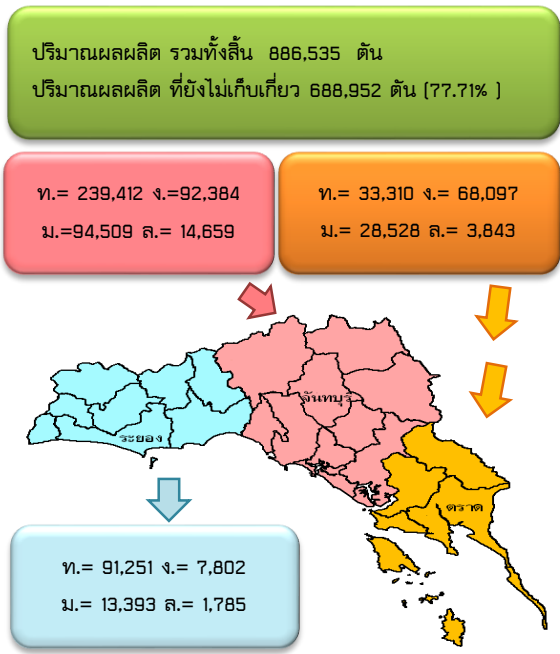 ปริมาณผลผลิต รวมทั้งสิ้น 886,535 ตัน
ปริมาณผลผลิต ที่ยังไม่เก็บเกี่ยว 688,952 ตัน (77.71% )
ท.= 239,412 ง.=92,384
ม.=94,509 ล.= 14,659
ท.= 33,310 ง.= 68,097
ม.= 28,528 ล.= 3,843
จันทบุรี
ระยอง
ตราด
ท.= 91,251 ง.= 7,802
ม.= 13,393 ล.= 1,785